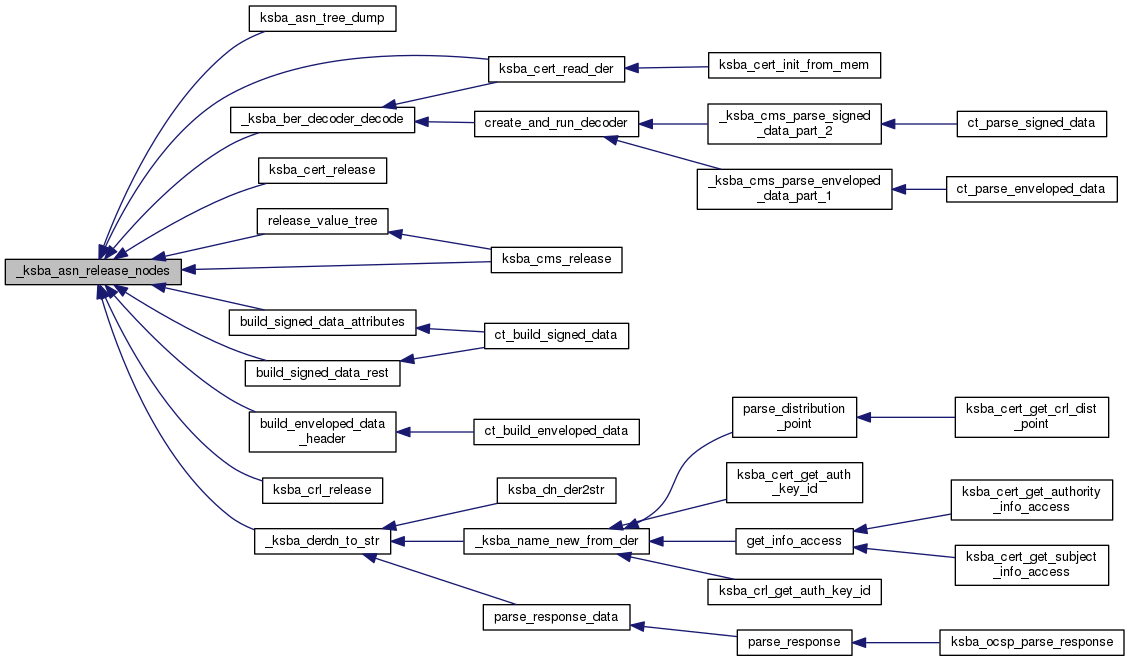 ksba_asn_tree_dump
ksba_cert_read_der
ksba_cert_init_from_mem
_ksba_ber_decoder_decode
create_and_run_decoder
_ksba_cms_parse_signed
_data_part_2
ct_parse_signed_data
ksba_cert_release
_ksba_cms_parse_enveloped
_data_part_1
ct_parse_enveloped_data
release_value_tree
ksba_cms_release
_ksba_asn_release_nodes
build_signed_data_attributes
ct_build_signed_data
build_signed_data_rest
build_enveloped_data
_header
ct_build_enveloped_data
parse_distribution
_point
ksba_cert_get_crl_dist
_point
ksba_crl_release
ksba_dn_der2str
ksba_cert_get_auth
_key_id
ksba_cert_get_authority
_info_access
_ksba_derdn_to_str
_ksba_name_new_from_der
get_info_access
ksba_cert_get_subject
_info_access
ksba_crl_get_auth_key_id
parse_response_data
parse_response
ksba_ocsp_parse_response